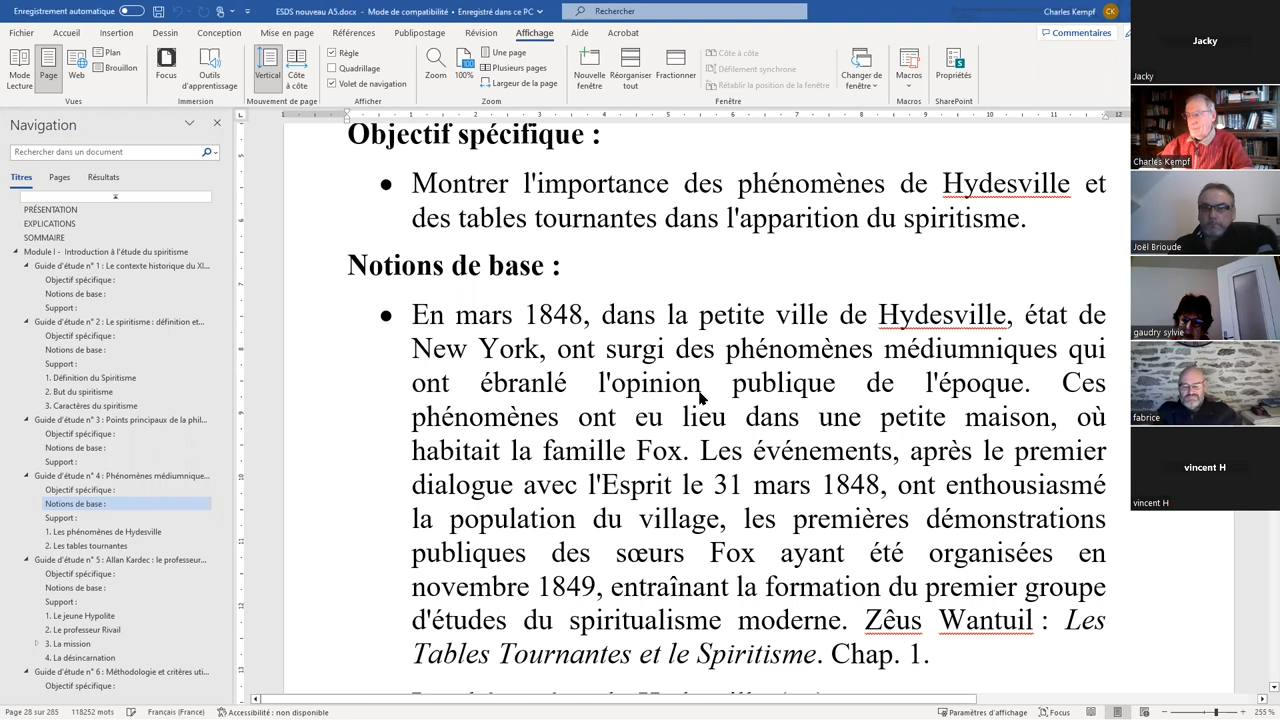 Enregistrement automatique
ESDS nouveau A5.docx - Mode de compatibilité • Enregistré dans ce PC
Rechercher
Charles Kempf
CK
Fichier Accueil Insertion Dessin Conception Mise en page Références Publipostage Révision Affichage Aide Acrobat
Commentaires
Mode Lecture
Page
Web
Plan
Brouillon
Vues
Focus
Outils d'apprentissage
Immersion
Vertical
Côte à côte
Mouvement de page
Règle
Quadrillage
Volet de navigation
Afficher
Zoom
100%
Une page
Plusieurs pages
Largeur de la page
Zoom
Nouvelle fenêtre
Réorganiser tout
Fractionner
Côte à côte
Défilement synchrone
Rétablir la position de la fenêtre
Changer de fenêtre
Fenêtre
Macros
Macros
Propriétés
SharePoint
Navigation
Rechercher dans un document
Titres Pages Résultats
PRÉSENTATION
EXPLICATIONS
SOMMAIRE
Module I - Introduction à l'étude du spiritisme
Guide d'étude n° 1 : Le contexte historique du XI...
Objectif spécifique :
Notions de base :
Support :
Guide d'étude n° 2 : Le spiritisme : définition et...
Objectif spécifique :
Notions de base :
Support :
1. Définition du Spiritisme
2. But du spiritisme
3. Caractères du spiritisme
Guide d'étude n° 3 : Points principaux de la phil...
Objectif spécifique :
Notions de base :
Support :
Guide d'étude n° 4 : Phénomènes médiumnique...
Objectif spécifique :
Notions de base :
Support :
1. Les phénomènes de Hydesville
2. Les tables tournantes
Guide d'étude n° 5 : Allan Kardec : le professeur...
Objectif spécifique :
Notions de base :
Support :
1. Le jeune Hypolite
2. Le professeur Rivail
3. La mission
4. La désincarnation
Guide d'étude n° 6 : Méthodologie et critères uti...
Objectif spécifique :
Objectif spécifique :
● Montrer l'importance des phénomènes de Hydesville et
des tables tournantes dans l'apparition du spiritisme.
Notions de base :
● En mars 1848, dans la petite ville de Hydesville, état de
New York, ont surgi des phénomènes médiumniques qui
ont ébranlé l'opinion publique de l'époque. Ces
phénomènes ont eu lieu dans une petite maison, où
habitait la famille Fox. Les événements, après le premier
dialogue avec l'Esprit le 31 mars 1848, ont enthousiasmé
la population du village, les premières démonstrations
publiques des sœurs Fox ayant été organisées en
novembre 1849, entraînant la formation du premier groupe
d'études du spiritualisme moderne. Zêus Wantuil : Les
Tables Tournantes et le Spiritisme. Chap. 1.
Jacky
Jacky
Charles Kempf
Joël Brioude
gaudry sylvie
fabrice
vincent H
vincent H
Page 28 sur 285 118252 mots Français (France) Accessibilité : non disponible
Paramètres d'affichage Focus 255 %